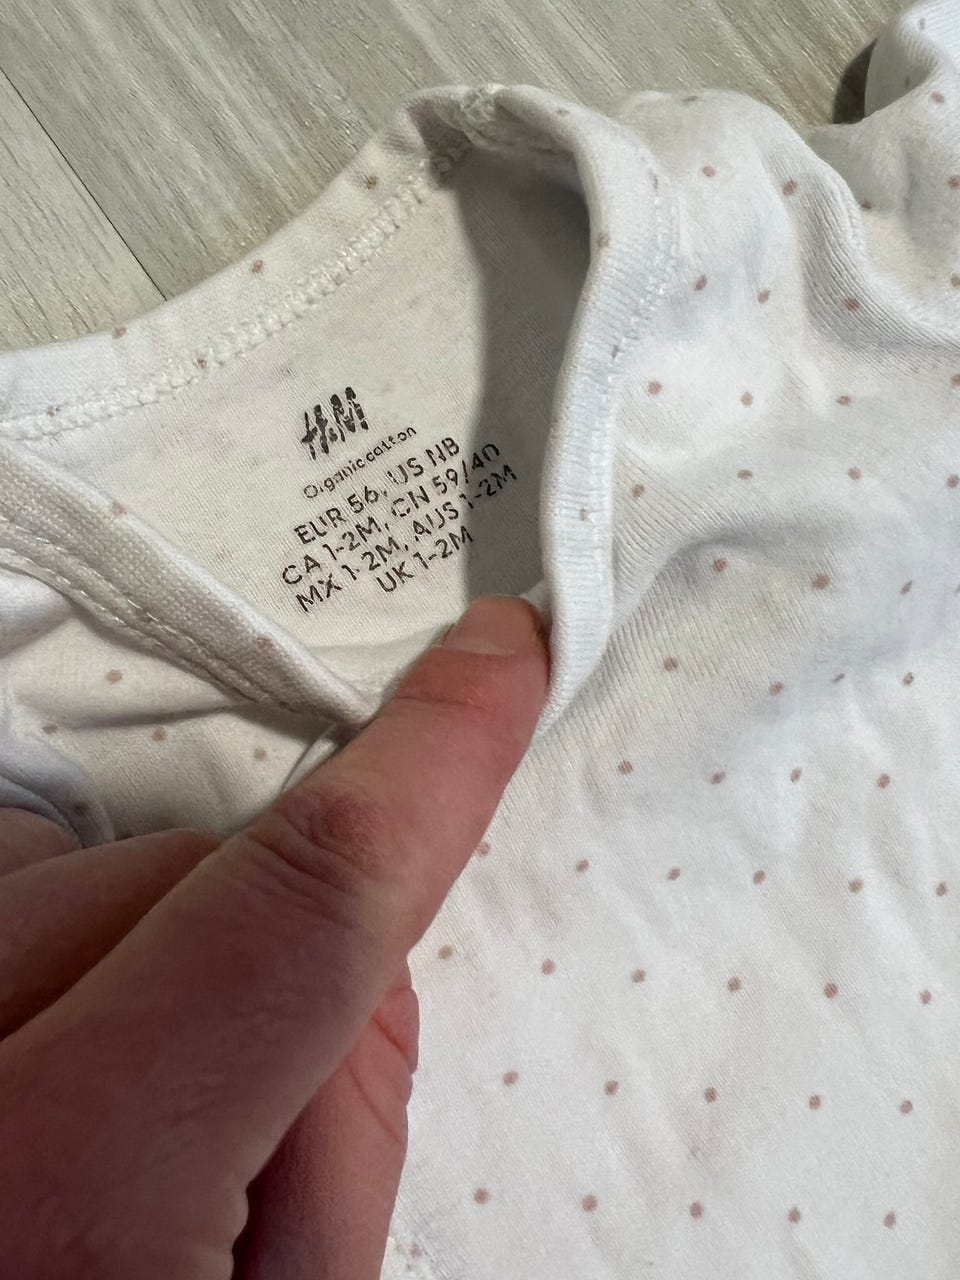 H&M
Organic cotton
EUR 56, US NB
CA 1-2M, CN 59/40
MX 1-2M, AUS 1-2M
UK 1-2M